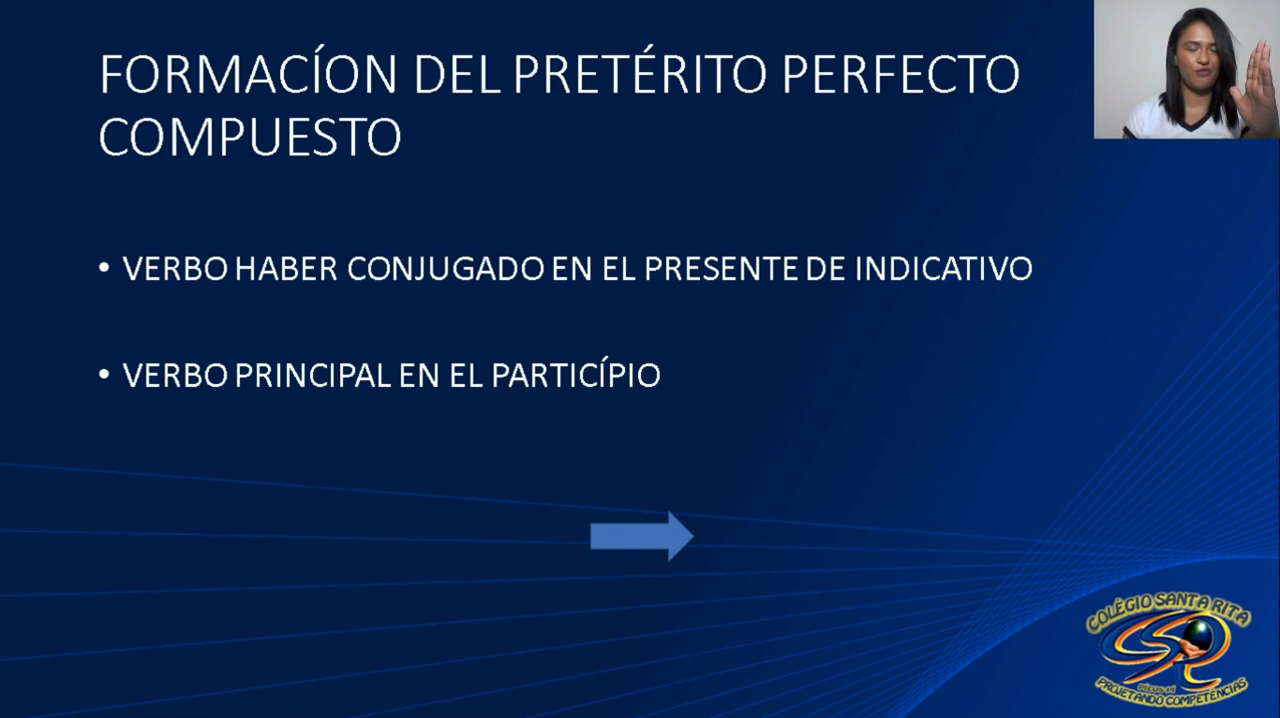 FORMACÍON DEL PRETÉRITO PERFECTO
COMPUESTO
• VERBO HABER CONJUGADO EN EL PRESENTE DE INDICATIVO
• VERBO PRINCIPAL EN EL PARTICÍPIO
COLÉGIO SANTA RITA
PROJETANDO COMPETÊNCIAS